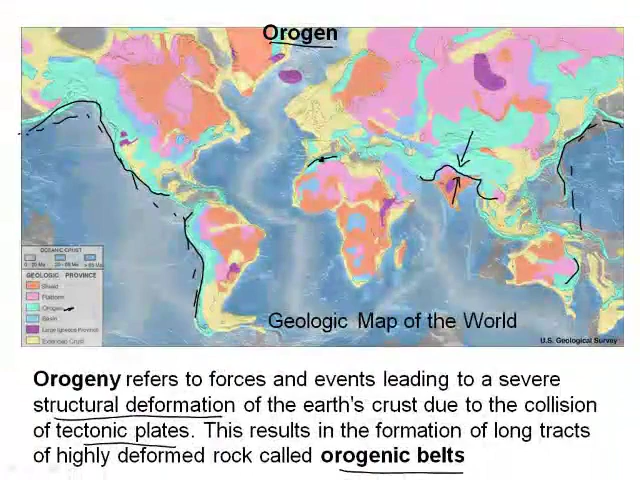 Orogen
OCEANIC CRUST
GEOLOGIC PROVINCE
Shield
Platform
Orogen
Basin
Large Igneous Province
Extended Crust
Geologic Map of the World
U.S. Geological Survey
Orogeny refers to forces and events leading to a severe
structural deformation of the earth's crust due to the collision
of tectonic plates. This results in the formation of long tracts
of highly deformed rock called orogenic belts